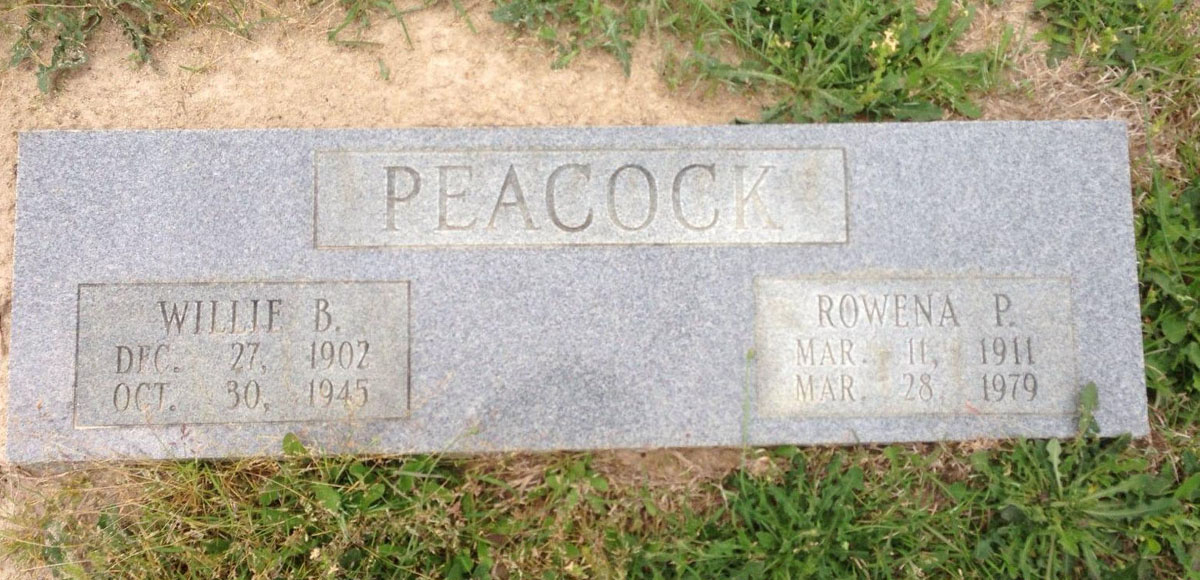 PEACOCK
WILLIE B.
DEC. 27, 1902
OCT. 30, 1945
ROWENA P.
MAR. 11, 1911
MAR. 28, 1979